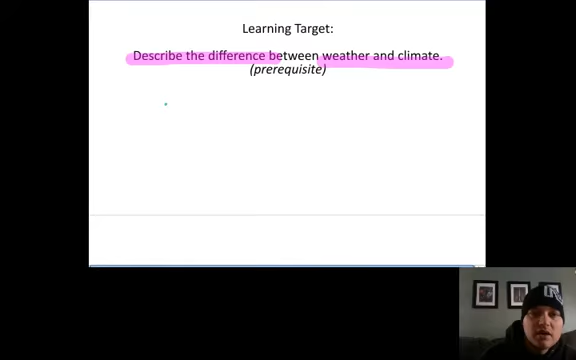 Learning Target:
Describe the difference between weather and climate.
(prerequisite)